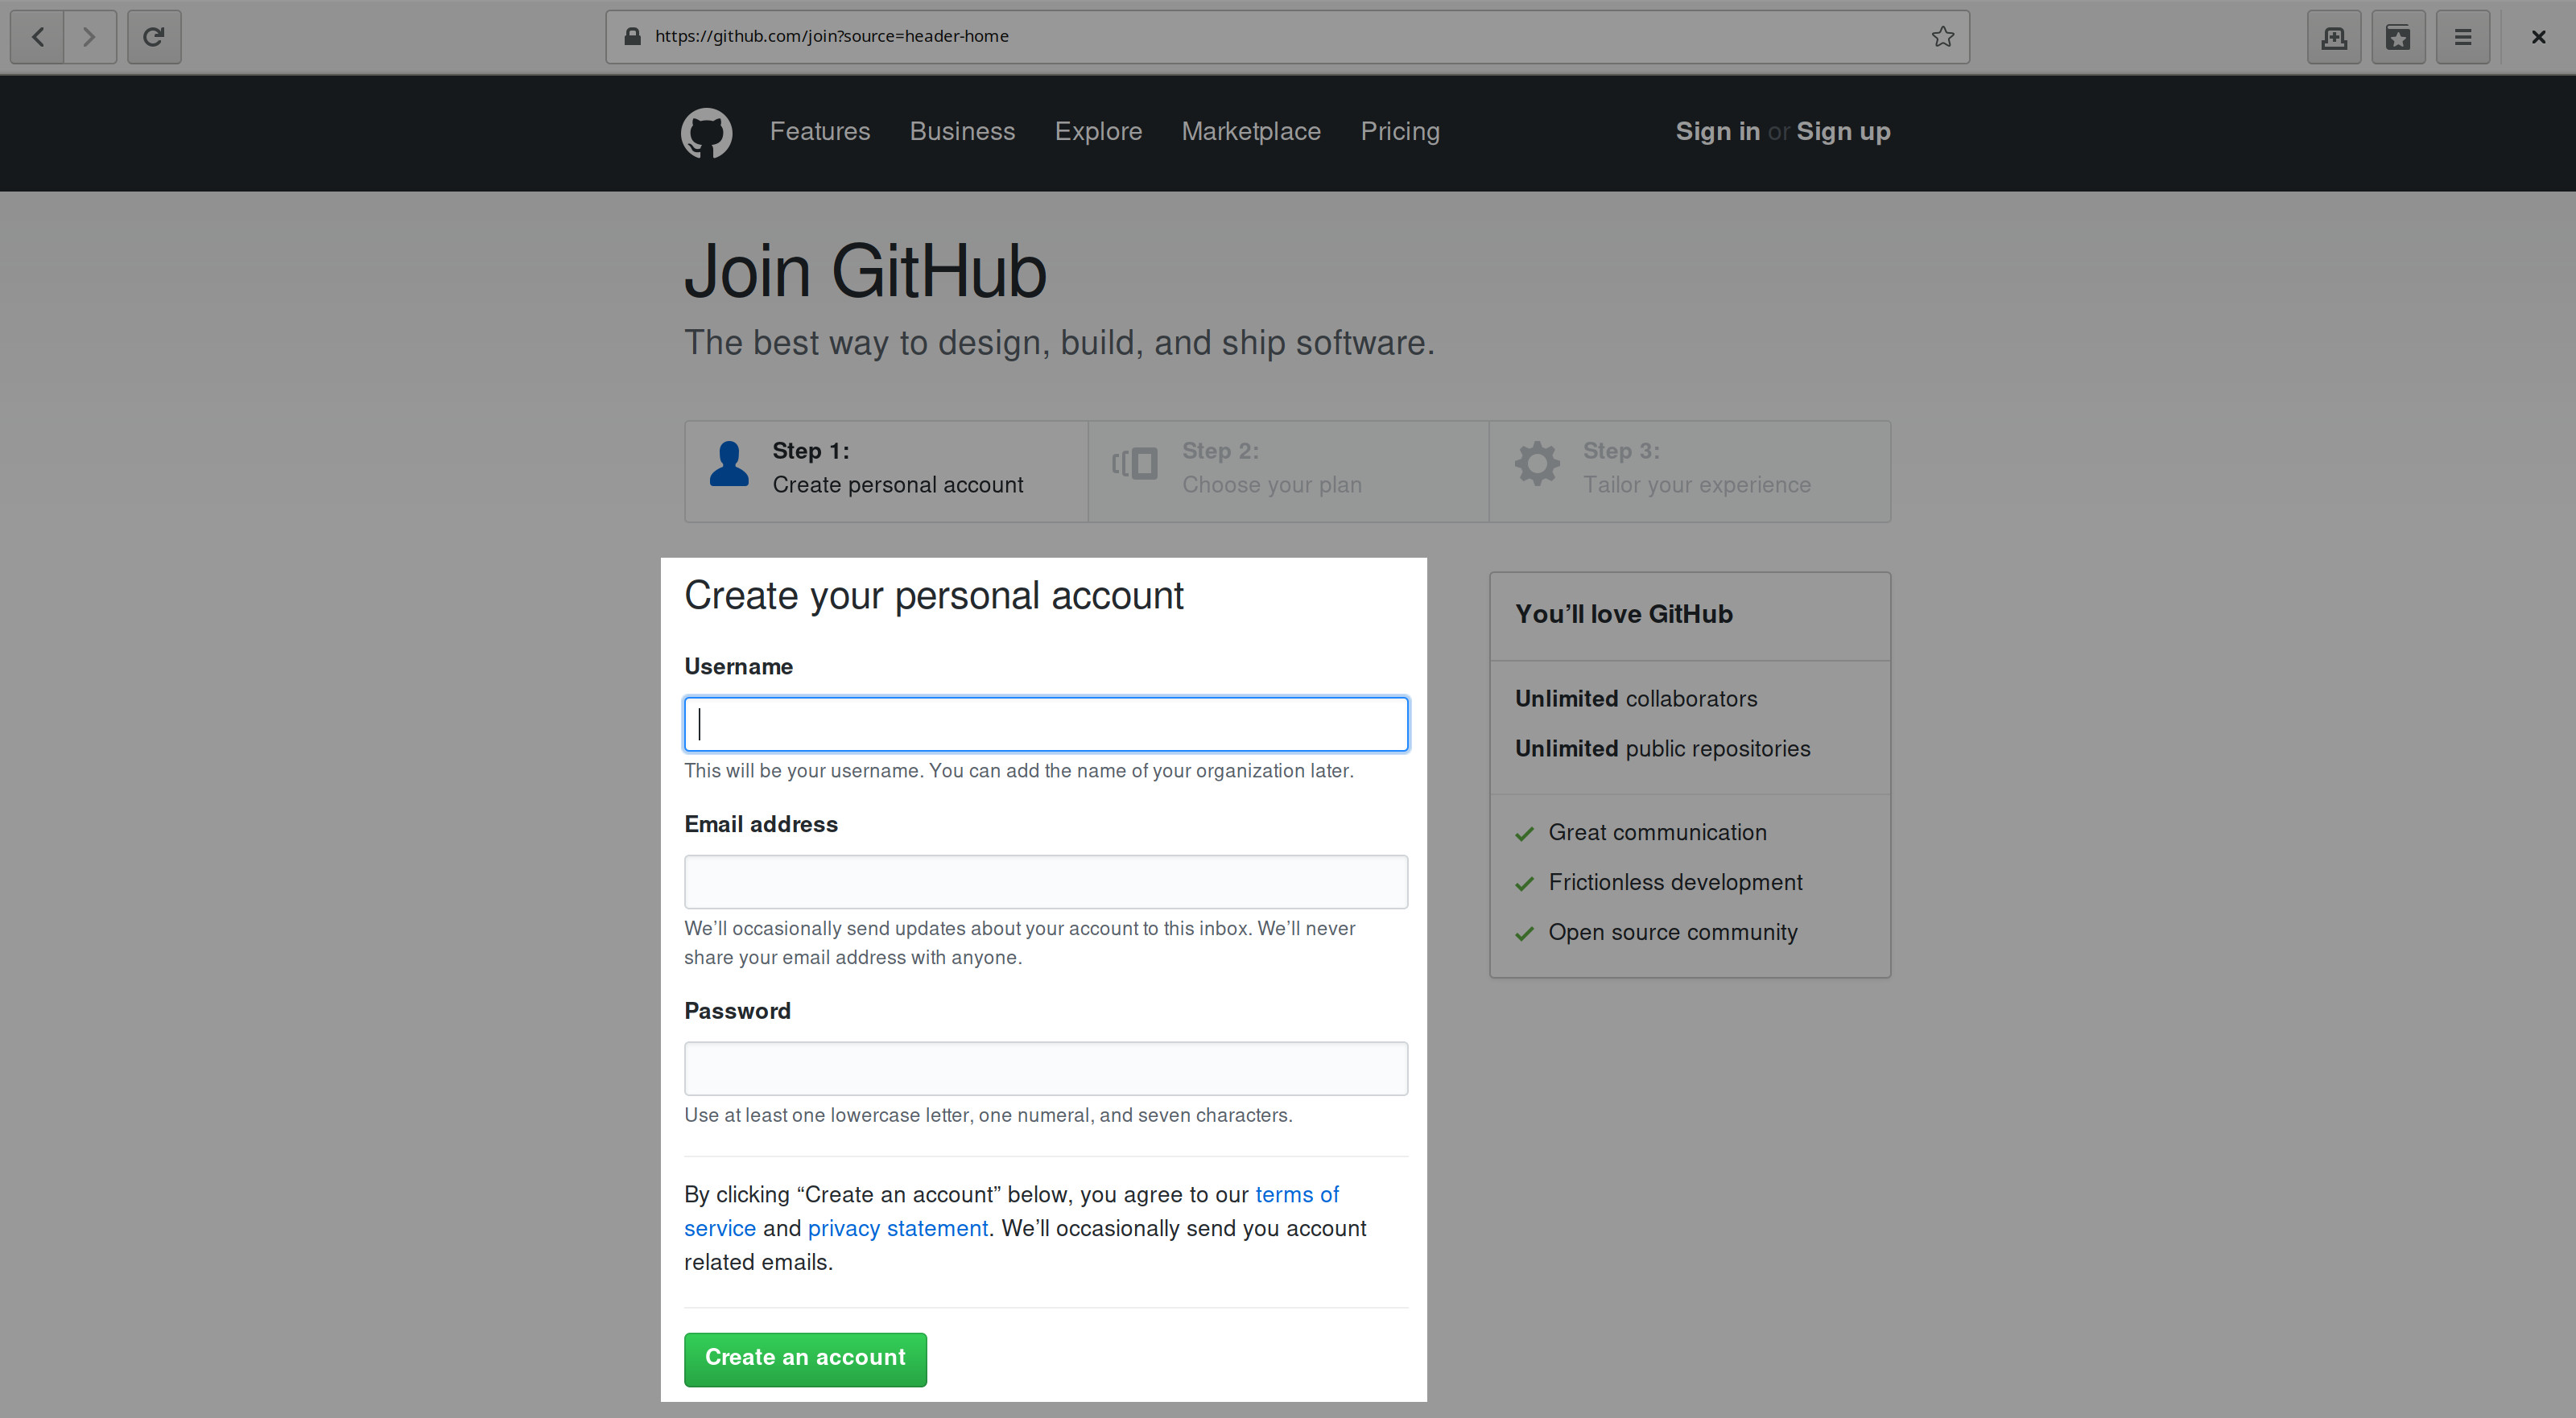 https://github.com/join?source=header-home
Features Business Explore Marketplace Pricing Sign in or Sign up
Join GitHub
The best way to design, build, and ship software.
Step 1:
Create personal account
Step 2:
Choose your plan
Step 3:
Tailor your experience
Create your personal account
Username
This will be your username. You can add the name of your organization later.
Email address
We’ll occasionally send updates about your account to this inbox. We’ll never
share your email address with anyone.
Password
Use at least one lowercase letter, one numeral, and seven characters.
By clicking “Create an account” below, you agree to our terms of
service and privacy statement. We’ll occasionally send you account
related emails.
Create an account
You’ll love GitHub
Unlimited collaborators
Unlimited public repositories
Great communication
Frictionless development
Open source community